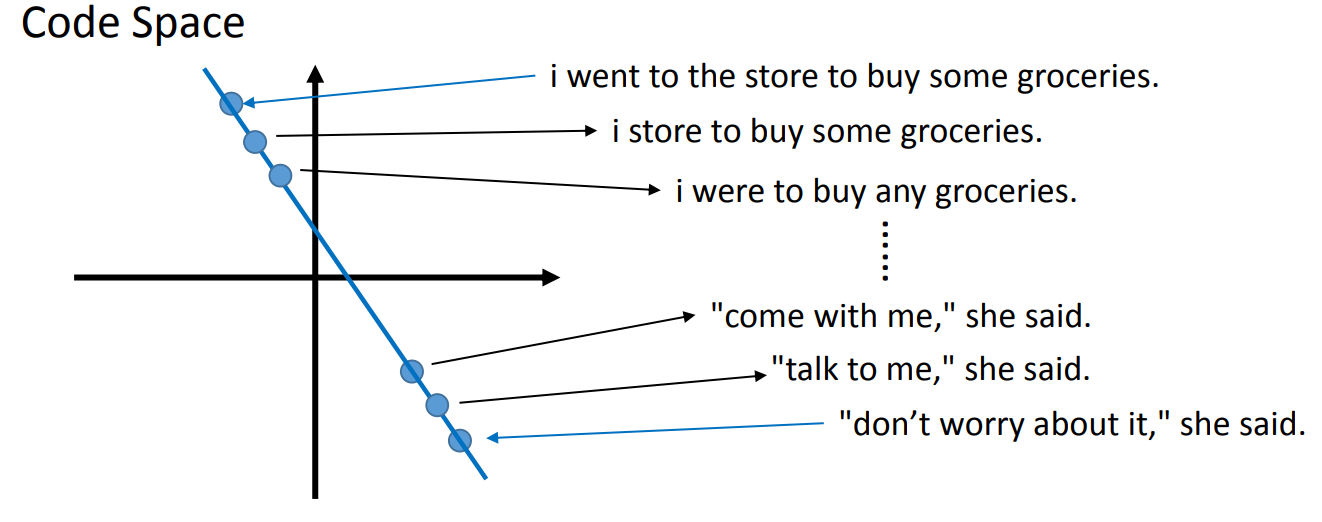 Code Space
i went to the store to buy some groceries.
i store to buy some groceries.
i were to buy any groceries.
"come with me," she said.
"talk to me," she said.
"don’t worry about it," she said.